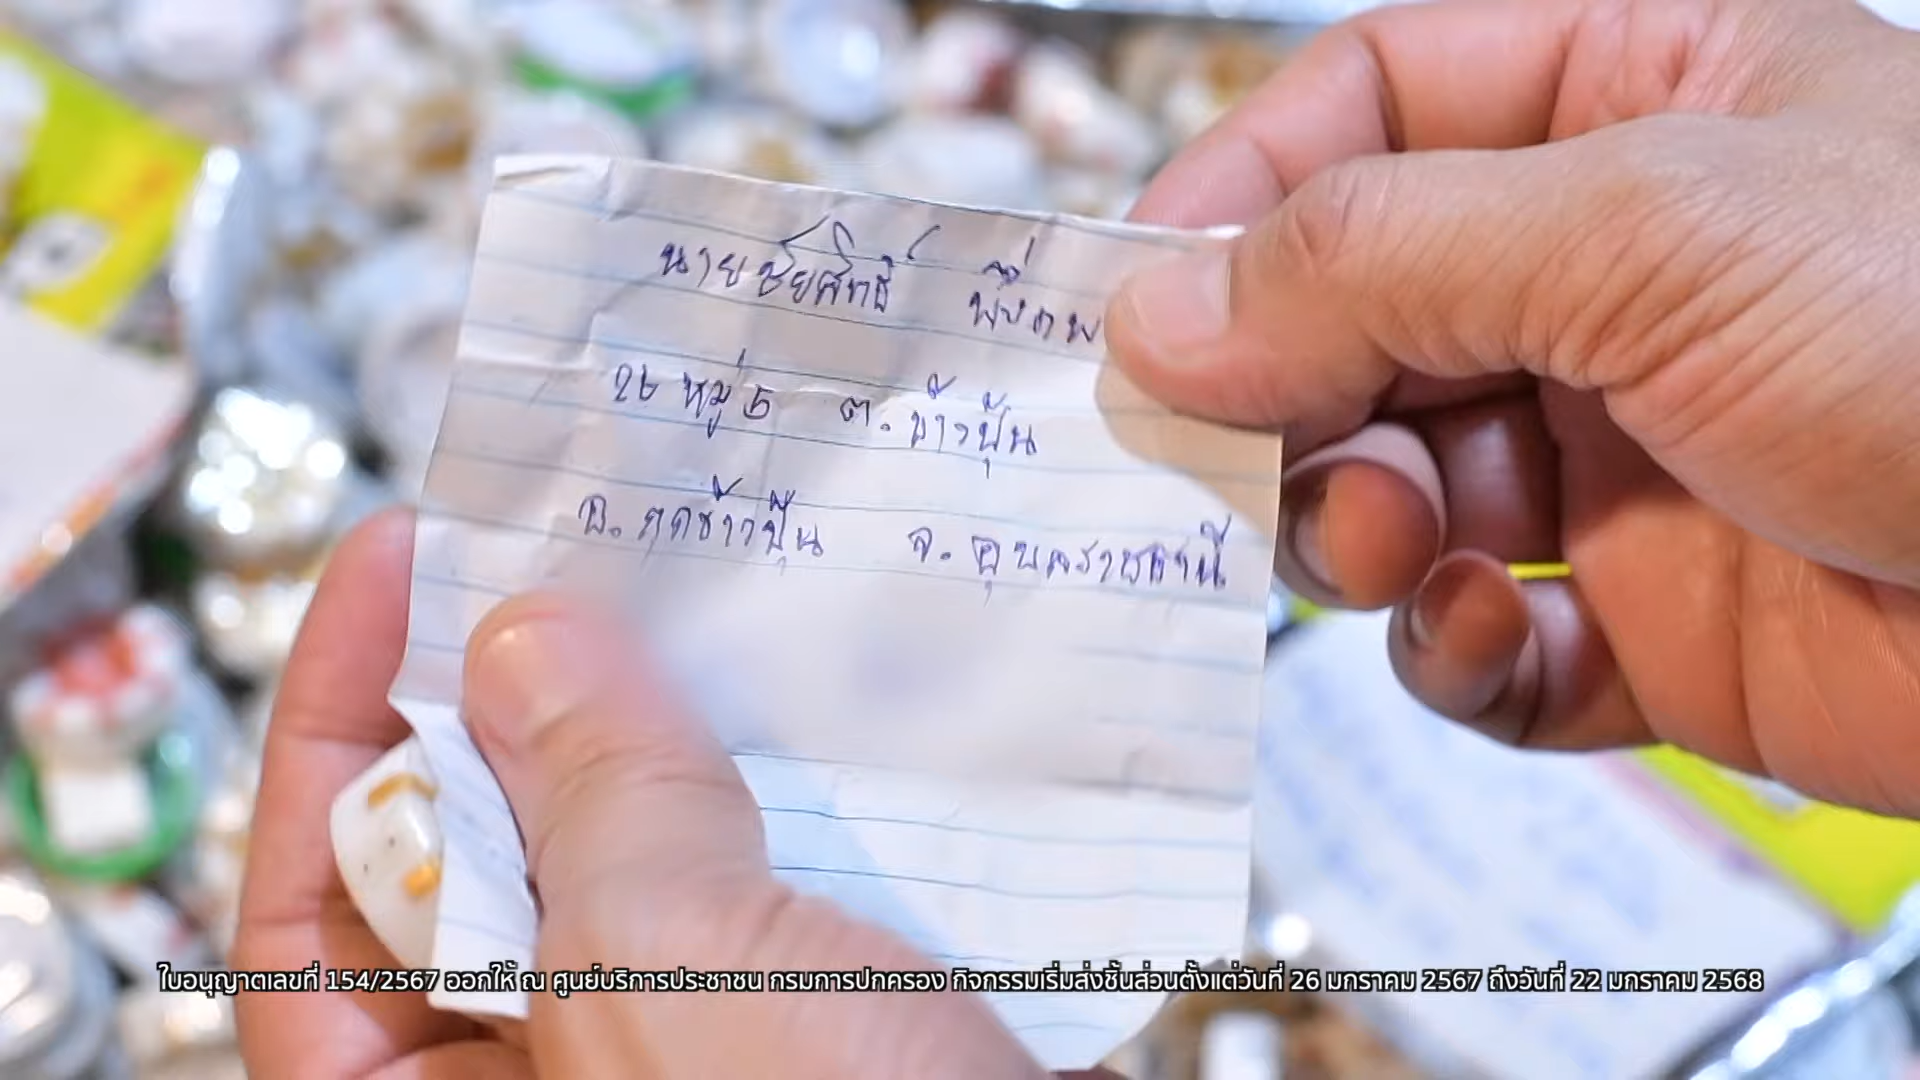 นายชัยสิทธิ์
26 หมู่ 5 ต. ข้าวปุ้น
อ. กุดข้าวปุ้น จ. อุบลราชธานี
ใบอนุญาตเลขที่ 154/2567 ออกให้ ณ ศูนย์บริการประชาชน กรมการปกครอง กิจกรรมเริ่มส่งชิ้นส่วนตั้งแต่วันที่ 26 มกราคม 2567 ถึงวันที่ 22 มกราคม 2568